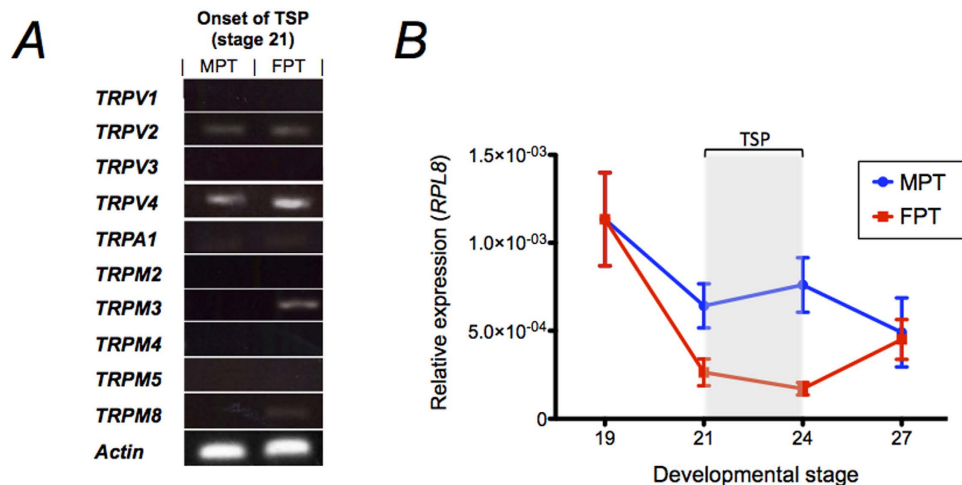 A
Onset of TSP
(stage 21)
| MPT | FPT |
TRPV1
TRPV2
TRPV3
TRPV4
TRPA1
TRPM2
TRPM3
TRPM4
TRPM5
TRPM8
Actin
B
TSP
1.5×10-03
1.0×10-03
5.0×10-04
0
Relative expression (RPL8)
19 21 24 27
Developmental stage
MPT
FPT